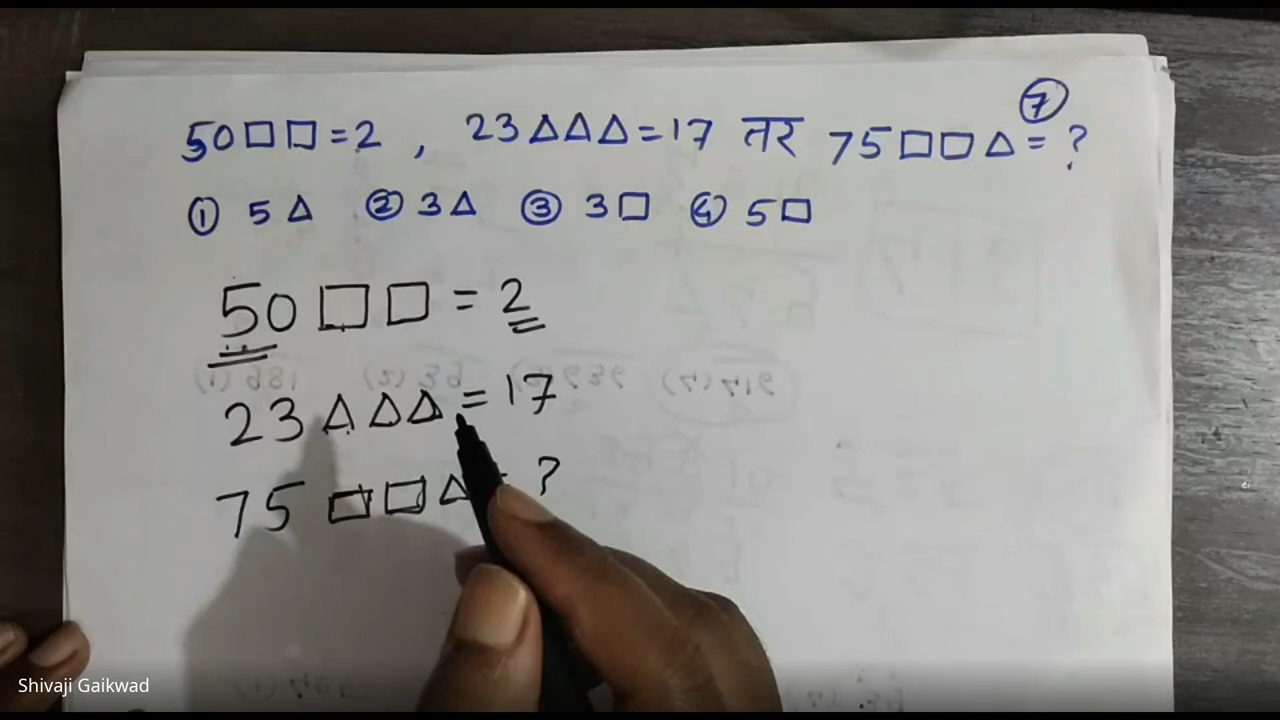 ⑦
50□□=2 , 23△△△=17 तर 75□□△=?
① 5△ ② 3△ ③ 3□ ④ 5□
50□□=2
23△△△=17
75□□△= ?
Shivaji Gaikwad